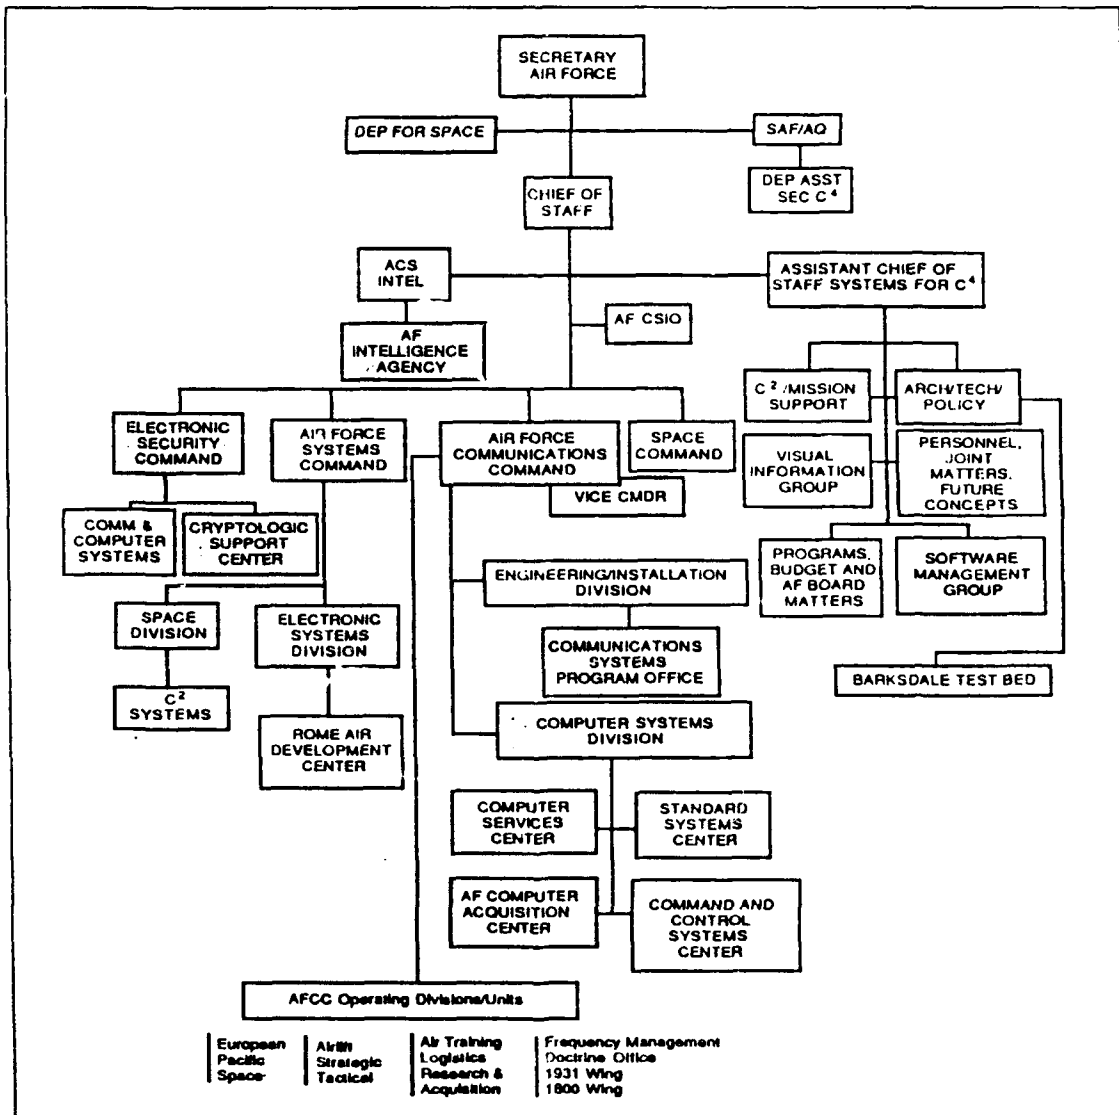 SECRETARY
AIR FORCE
DEP FOR SPACE
SAF/AQ
DEP ASST
SEC C⁴
CHIEF OF
STAFF
ACS
INTEL
ASSISTANT CHIEF OF
STAFF SYSTEMS FOR C⁴
AF CSIO
AF
INTELLIGENCE
AGENCY
C² /MISSION
SUPPORT
ARCH/TECH/
POLICY
ELECTRONIC
SECURITY
COMMAND
AIR FORCE
SYSTEMS
COMMAND
AIR FORCE
COMMUNICATIONS
COMMAND
SPACE
COMMAND
VICE CMDR
VISUAL
INFORMATION
GROUP
PERSONNEL,
JOINT
MATTERS,
FUTURE
CONCEPTS
COMM &
COMPUTER
SYSTEMS
CRYPTOLOGIC
SUPPORT
CENTER
PROGRAMS,
BUDGET AND
AF BOARD
MATTERS
SOFTWARE
MANAGEMENT
GROUP
ENGINEERING/INSTALLATION
DIVISION
SPACE
DIVISION
ELECTRONIC
SYSTEMS
DIVISION
COMMUNICATIONS
SYSTEMS
PROGRAM OFFICE
BARKSDALE TEST BED
C²
SYSTEMS
ROME AIR
DEVELOPMENT
CENTER
COMPUTER SYSTEMS
DIVISION
COMPUTER
SERVICES
CENTER
STANDARD
SYSTEMS
CENTER
AF COMPUTER
ACQUISITION
CENTER
COMMAND AND
CONTROL
SYSTEMS
CENTER
AFCC Operating Divisions/Units
European
Pacific
Space
Airlift
Strategic
Tactical
Air Training
Logistics
Research &
Acquisition
Frequency Management
Doctrine Office
1931 Wing
1800 Wing